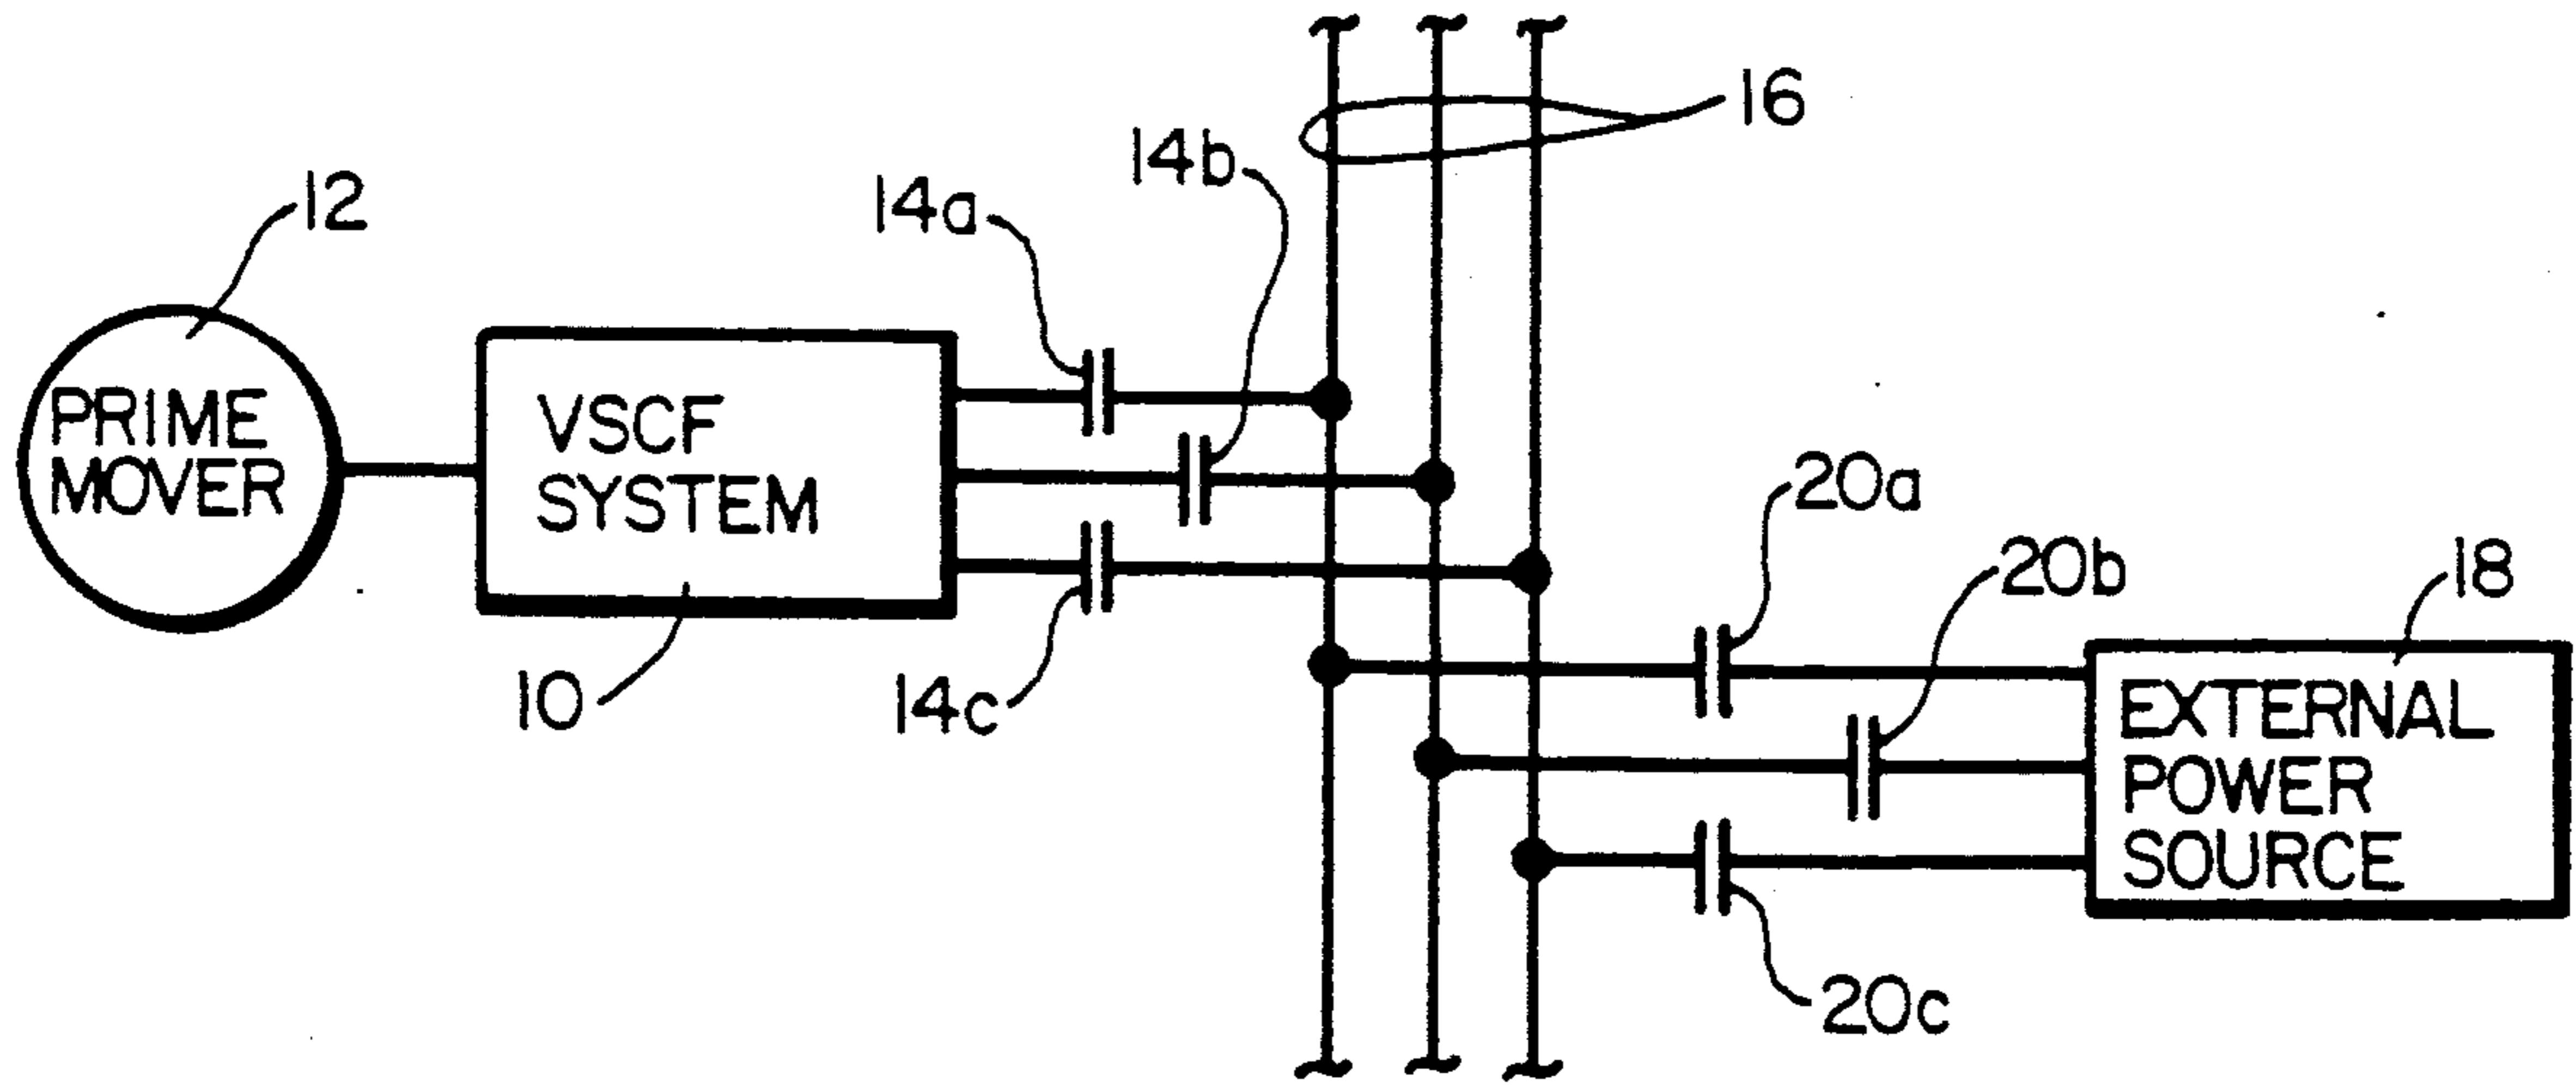 16
14b
14a
12
PRIME
MOVER
VSCF
SYSTEM
10
14c
20a
20b
18
EXTERNAL
POWER
SOURCE
20c